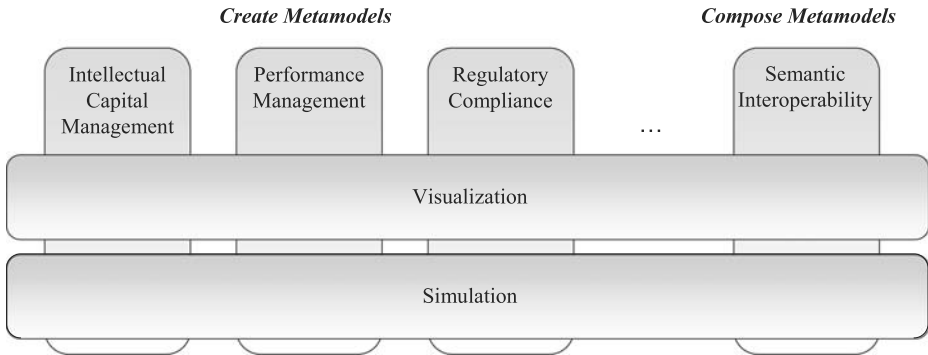 Create Metamodels
Compose Metamodels
Intellectual
Capital
Management
Performance
Management
Regulatory
Compliance
...
Semantic
Interoperability
Visualization
Simulation